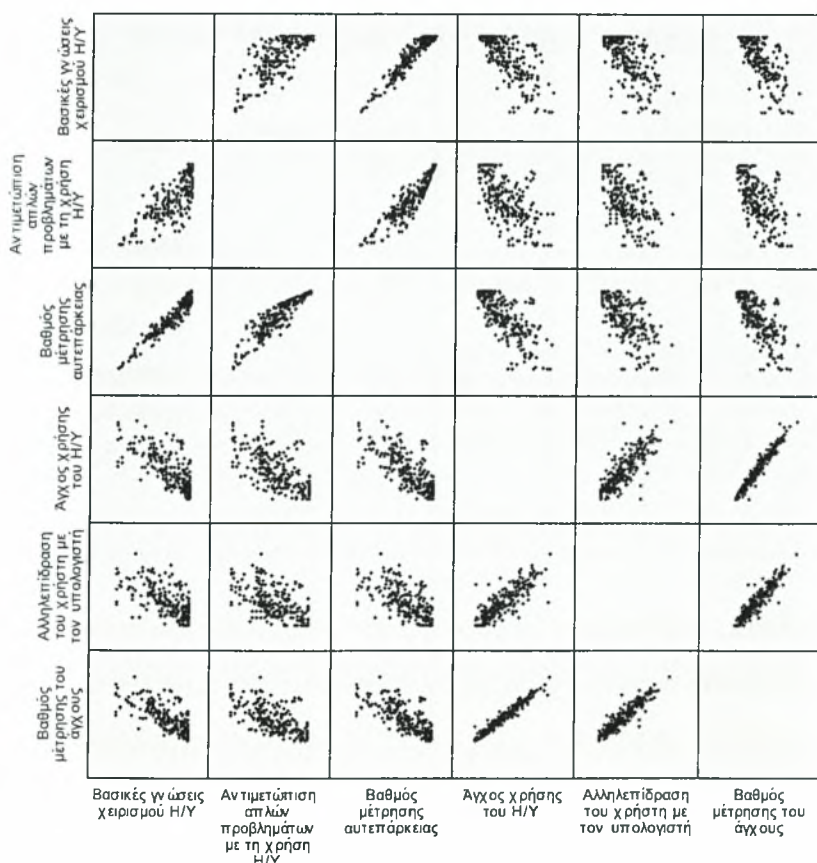 Βασικές γνώσεις
χειρισμού Η/Υ
Αντιμετώπιση
απλών
προβλημάτων
με τη χρήση
Η/Υ
Βαθμός
μέτρησης
αυτεπάρκειας
Άγχος χρήσης
του Η/Υ
Αλληλεπίδραση
του χρήστη με
τον υπολογιστή
Βαθμός
μέτρησης του
άγχους
Βασικές γνώσεις
χειρισμού Η/Υ
Αντιμετώπιση
απλών
προβλημάτων
με τη χρήση
Η/Υ
Βαθμός
μέτρησης
αυτεπάρκειας
Άγχος χρήσης
του Η/Υ
Αλληλεπίδραση
του χρήστη με
τον υπολογιστή
Βαθμός
μέτρησης του
άγχους